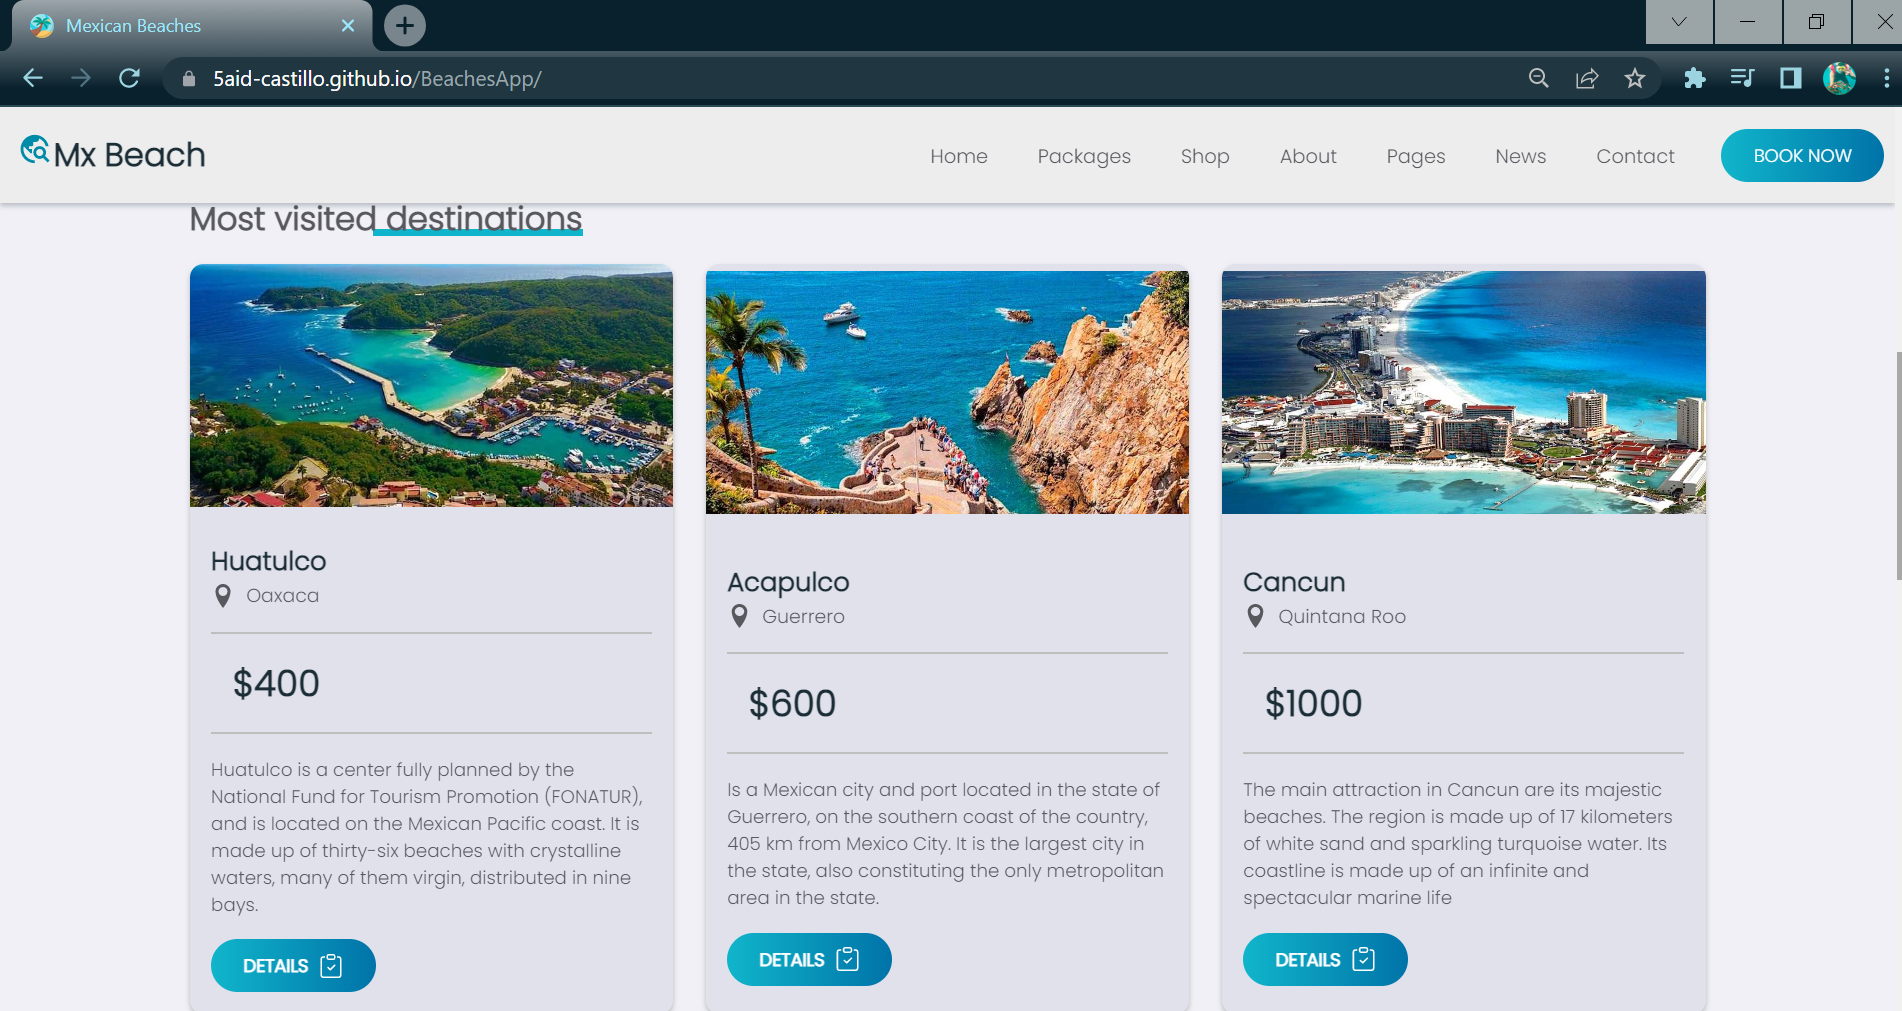 Mexican Beaches
5aid-castillo.github.io/BeachesApp/
Mx Beach
Home
Packages
Shop
About
Pages
News
Contact
BOOK NOW
Most visited destinations
Huatulco
Oaxaca
$400
Huatulco is a center fully planned by the
National Fund for Tourism Promotion (FONATUR),
and is located on the Mexican Pacific coast. It is
made up of thirty-six beaches with crystalline
waters, many of them virgin, distributed in nine
bays.
DETAILS
Acapulco
Guerrero
$600
Is a Mexican city and port located in the state of
Guerrero, on the southern coast of the country,
405 km from Mexico City. It is the largest city in
the state, also constituting the only metropolitan
area in the state.
DETAILS
Cancun
Quintana Roo
$1000
The main attraction in Cancun are its majestic
beaches. The region is made up of 17 kilometers
of white sand and sparkling turquoise water. Its
coastline is made up of an infinite and
spectacular marine life
DETAILS